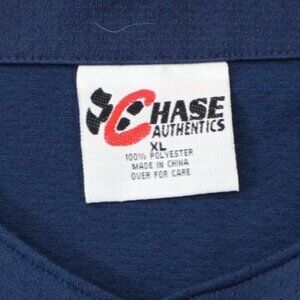 CHASE
AUTHENTICS
XL
100% POLYESTER
MADE IN CHINA
OVER FOR CARE